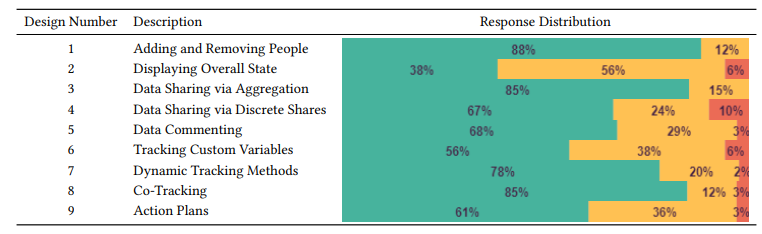 Design Number Description Response Distribution
1 Adding and Removing People 88% 12%
2 Displaying Overall State 38% 56% 6%
3 Data Sharing via Aggregation 85% 15%
4 Data Sharing via Discrete Shares 67% 24% 10%
5 Data Commenting 68% 29% 3%
6 Tracking Custom Variables 56% 38% 6%
7 Dynamic Tracking Methods 78% 20% 2%
8 Co-Tracking 85% 12% 3%
9 Action Plans 61% 36% 3%